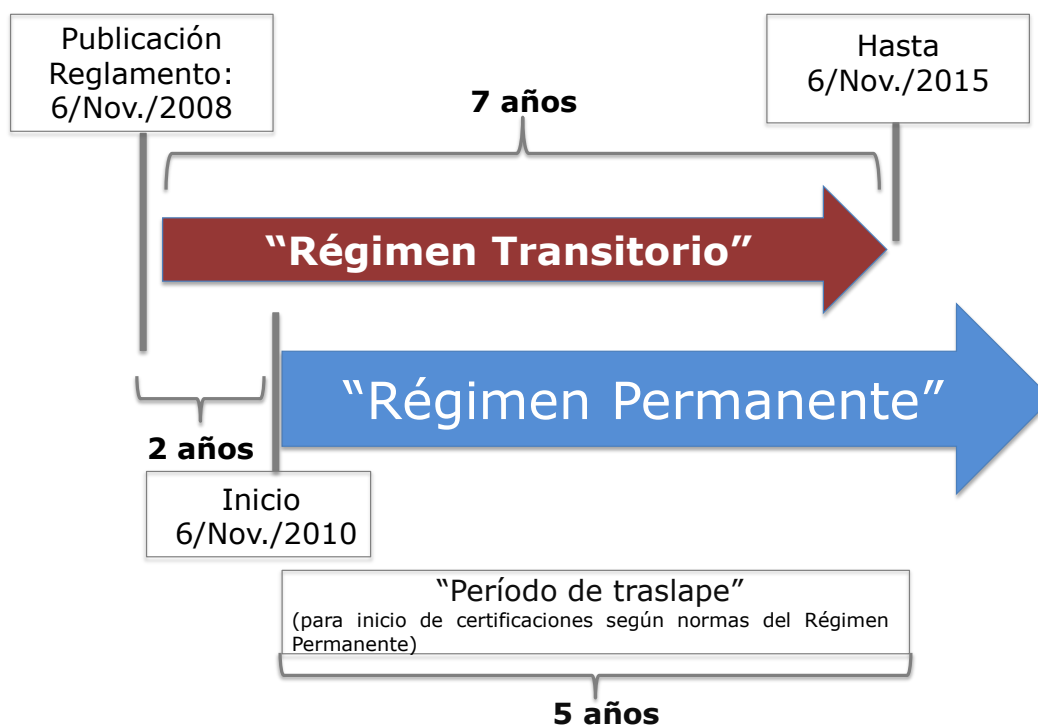 Publicación
Reglamento:
6/Nov./2008
Hasta
6/Nov./2015
7 años
“Régimen Transitorio”
“Régimen Permanente”
2 años
Inicio
6/Nov./2010
“Período de traslape”
(para inicio de certificaciones según normas del Régimen
Permanente)
5 años